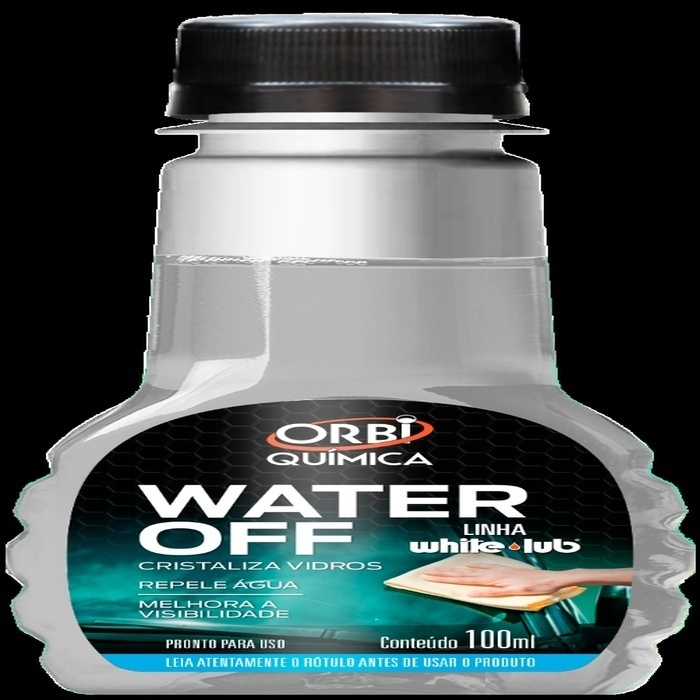 ORBI
QUÍMICA
WATER
OFF
LINHA
white lub
CRISTALIZA VIDROS
REPELE ÁGUA
MELHORA A
VISIBILIDADE
PRONTO PARA USO Conteúdo 100ml
LEIA ATENTAMENTE O RÓTULO ANTES DE USAR O PRODUTO